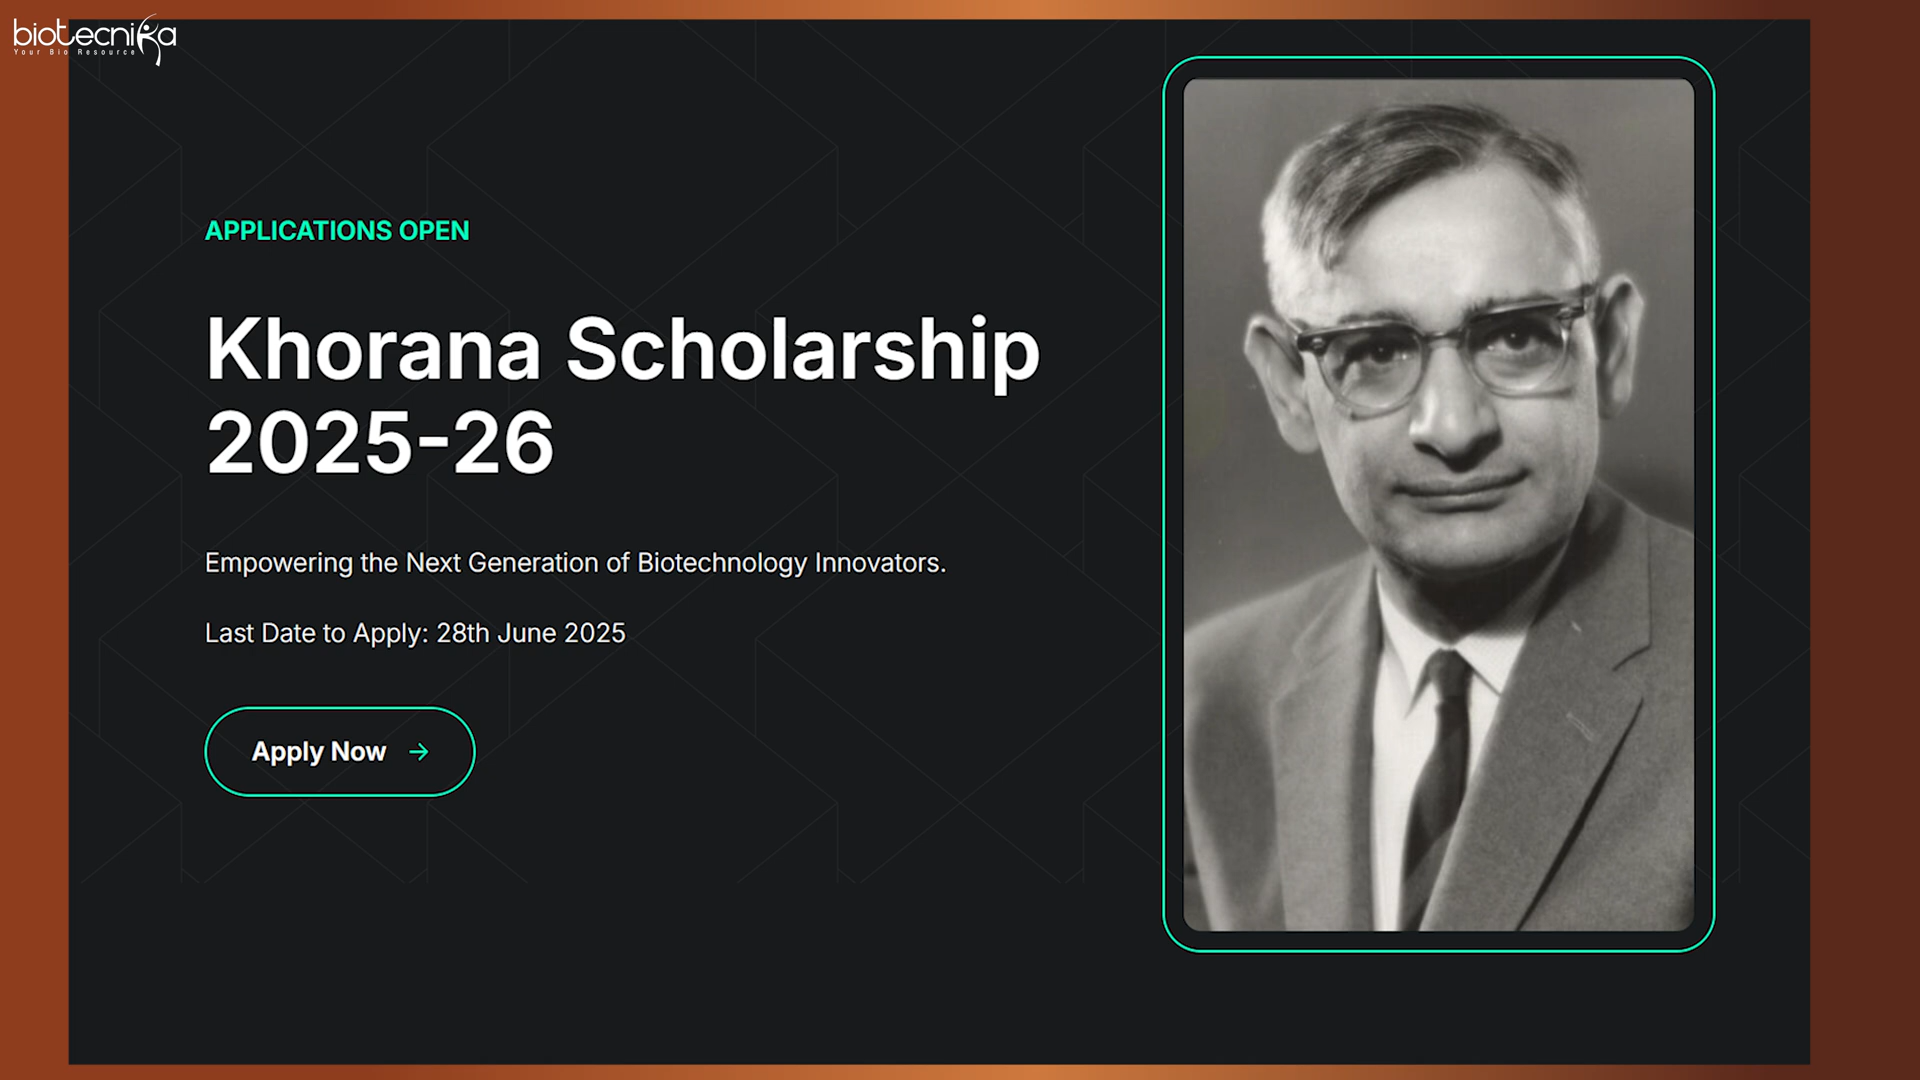 biotecnika
Your Bio Resource
APPLICATIONS OPEN
Khorana Scholarship
2025-26
Empowering the Next Generation of Biotechnology Innovators.
Last Date to Apply: 28th June 2025
Apply Now